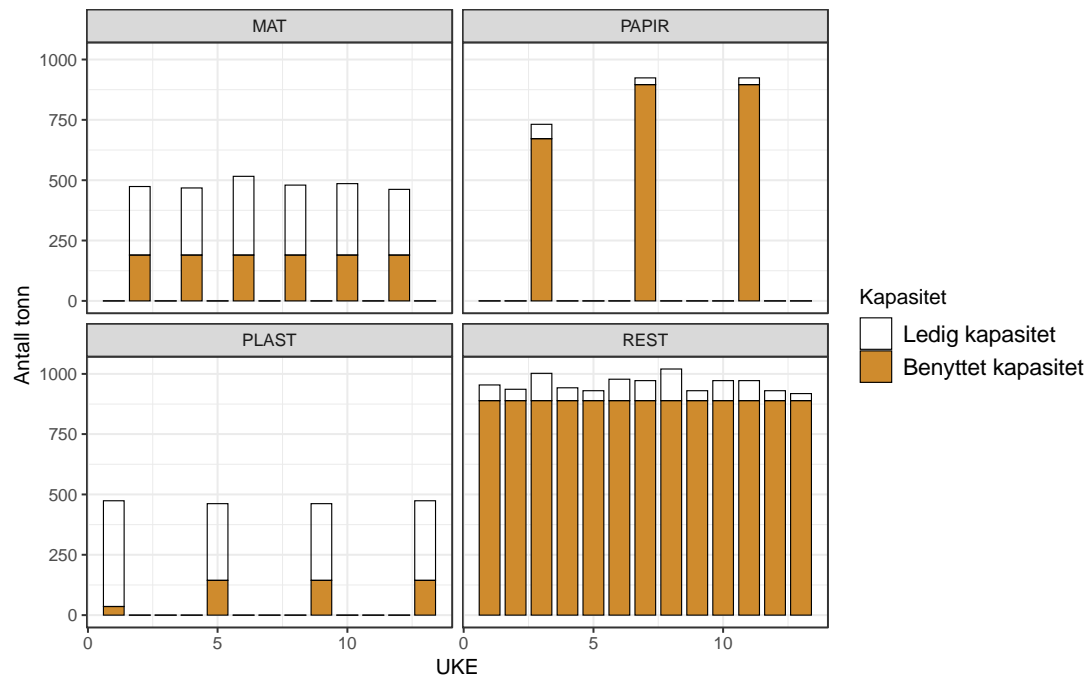 MAT
PAPIR
1000
750
500
250
0
PLAST
REST
1000
750
500
250
0
0
5
10
0
5
10
UKE
Antall tonn
Kapasitet
Ledig kapasitet
Benyttet kapasitet